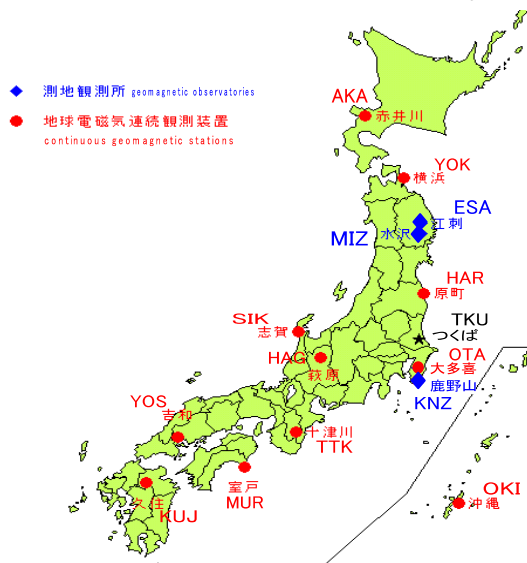 測地観測所 geomagnetic observatories
地球電磁気連続観測装置
continuous geomagnetic stations
AKA
赤井川
YOK
横浜
ESA
江刺
MIZ
水沢
HAR
原町
TKU
つくば
SIK
志賀
HAG
萩原
OTA
大多喜
鹿野山
KNZ
YOS
吉和
十津川
TTK
室戸
MUR
久住
KUJ
OKI
沖縄